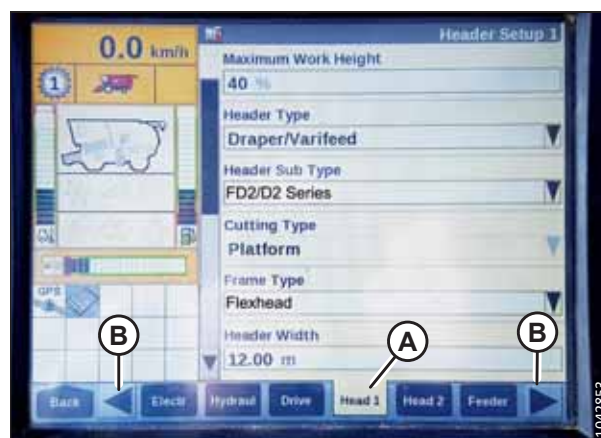 0.0 km/h
Header Setup 1
1
Maximum Work Height
40 %
Header Type
Draper/Varifeed
Header Sub Type
FD2/D2 Series
Cutting Type
Platform
Frame Type
Flexhead
GPS
Header Width
12.00 m
B
A
B
Back
Electr
Hydraul
Drive
Head 1
Head 2
Feeder
1042853